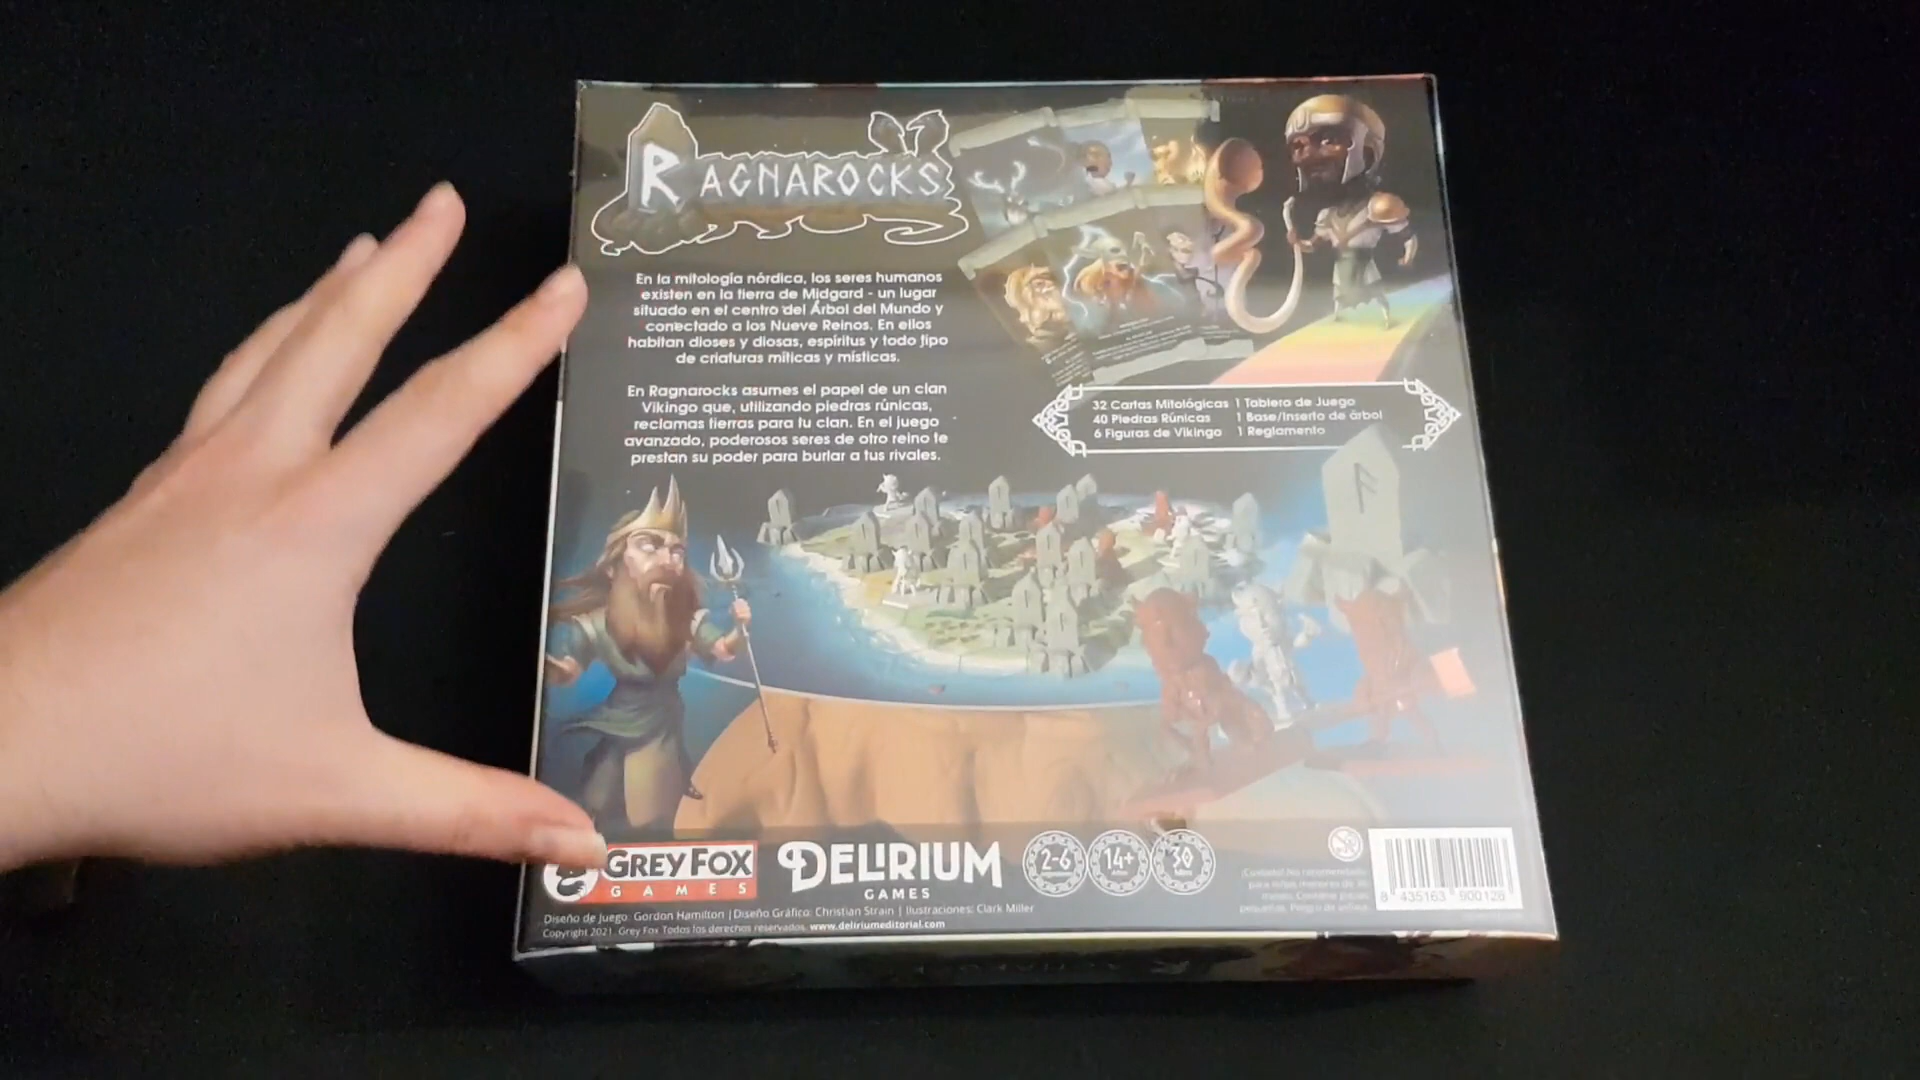 RAGNAROCKS
En la mitología nórdica, los seres humanos
existen en la tierra de Midgard - un lugar
situado en el centro del Árbol del Mundo y
conectado a los Nueve Reinos. En ellos
habitan dioses y diosas, espíritus y todo tipo
de criaturas míticas y místicas.
En Ragnarocks asumes el papel de un clan
Vikingo que, utilizando piedras rúnicas,
reclamas tierras para tu clan. En el juego
avanzado, poderosos seres de otro reino te
prestan su poder para burlar a tus rivales.
32 Cartas Mitológicas 1 Tablero de Juego
40 Piedras Rúnicas 1 Base/Inserto de árbol
6 Figuras de Vikingo 1 Reglamento
GREY FOX
GAMES
DELIRIUM
GAMES
2-6
14+
30
Diseño de Juego: Gordon Hamilton | Diseño Gráfico: Christian Strain | Ilustraciones: Clark Miller
Copyright 2021. Grey Fox Todos los derechos reservados. www.deliriumeditorial.com
8 435163 900126